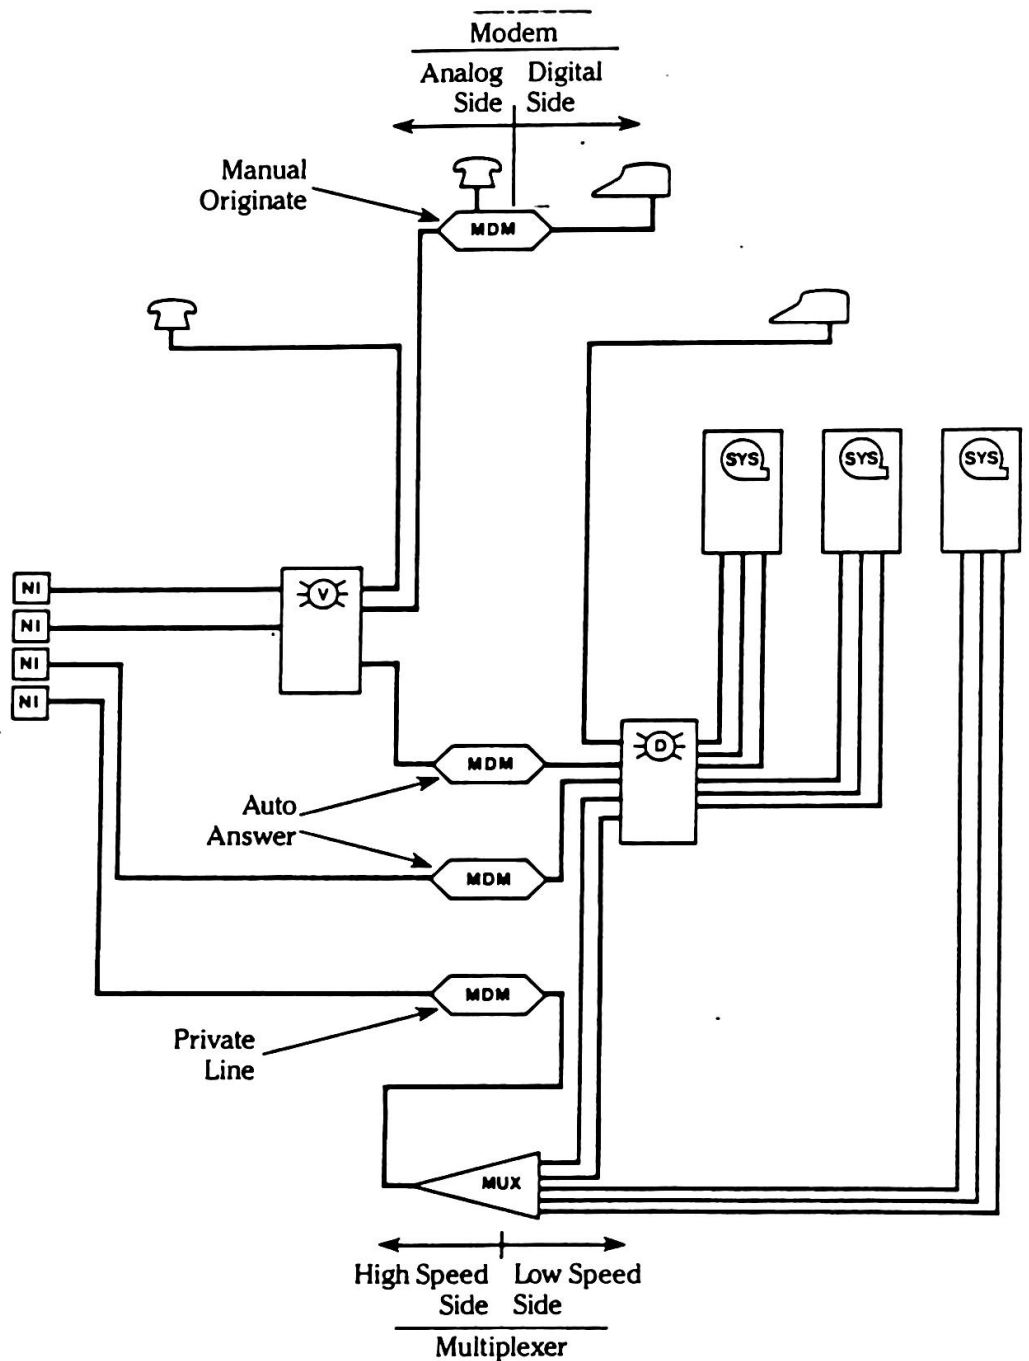 Modem
Analog Side
Digital Side
Manual Originate
MDM
SYS
SYS
SYS
NI
NI
NI
NI
V
D
MDM
Auto Answer
MDM
MDM
Private Line
MUX
High Speed Side
Low Speed Side
Multiplexer